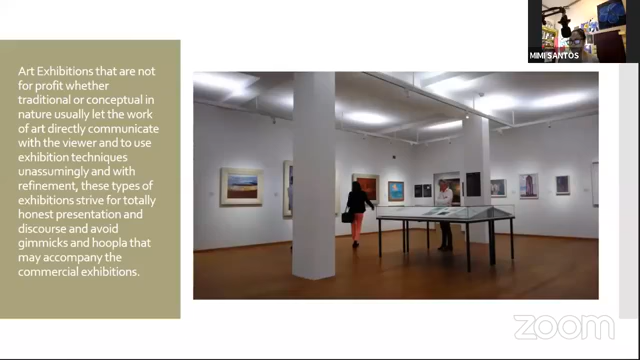 MIMI SANTOS
Art Exhibitions that are not
for profit whether
traditional or conceptual in
nature usually let the work
of art directly communicate
with the viewer and to use
exhibition techniques
unassumingly and with
refinement, these types of
exhibitions strive for totally
honest presentation and
discourse and avoid
gimmicks and hoopla that
may accompany the
commercial exhibitions.
zoom